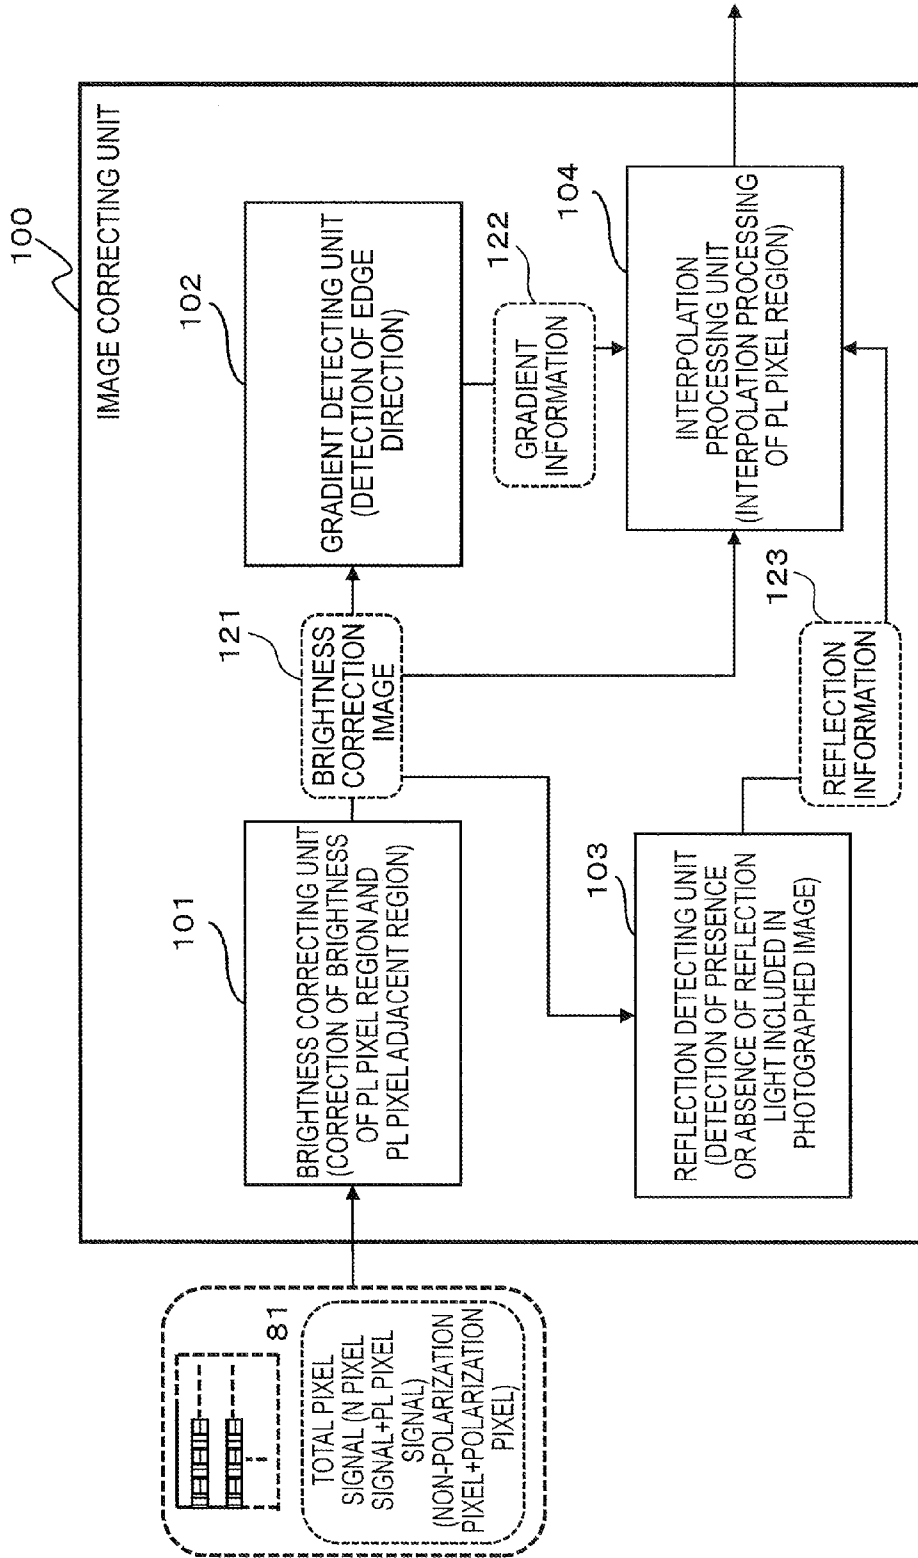 100
IMAGE CORRECTING UNIT
81
TOTAL PIXEL
SIGNAL (N PIXEL
SIGNAL+PL PIXEL
SIGNAL)
(NON-POLARIZATION
PIXEL+POLARIZATION
PIXEL)
101
BRIGHTNESS CORRECTING UNIT
(CORRECTION OF BRIGHTNESS
OF PL PIXEL REGION AND
PL PIXEL ADJACENT REGION)
121
BRIGHTNESS
CORRECTION
IMAGE
102
GRADIENT DETECTING UNIT
(DETECTION OF EDGE
DIRECTION)
122
GRADIENT
INFORMATION
103
REFLECTION DETECTING UNIT
(DETECTION OF PRESENCE
OR ABSENCE OF REFLECTION
LIGHT INCLUDED IN
PHOTOGRAPHED IMAGE)
123
REFLECTION
INFORMATION
104
INTERPOLATION
PROCESSING UNIT
(INTERPOLATION PROCESSING
OF PL PIXEL REGION)